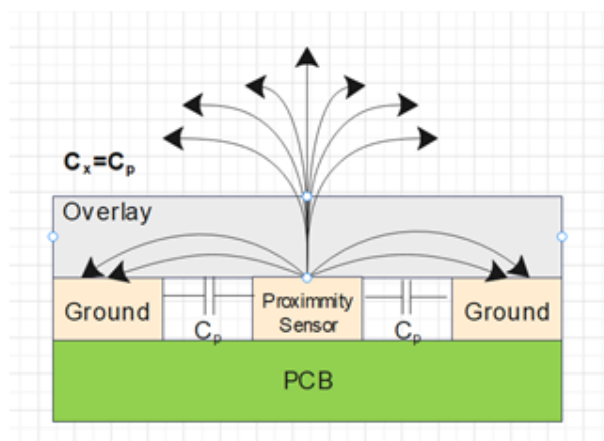 Cx=Cp
Overlay
Ground
Cp
Proximmity
Sensor
Cp
Ground
PCB